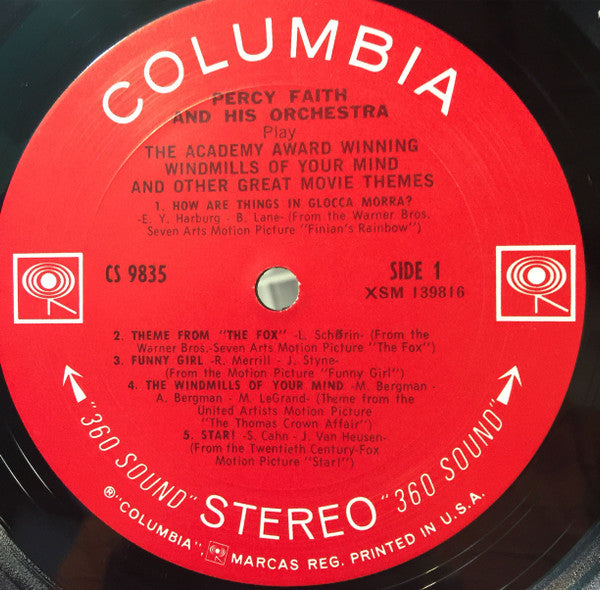 COLUMBIA
PERCY FAITH
AND HIS ORCHESTRA
Play
THE ACADEMY AWARD WINNING
WINDMILLS OF YOUR MIND
AND OTHER GREAT MOVIE THEMES
1. HOW ARE THINGS IN GLOCCA MORRA?
-E. Y. Harburg - B. Lane- (From the Warner Bros.
Seven Arts Motion Picture "Finian's Rainbow")
CS 9835
SIDE 1
XSM 139816
2. THEME FROM "THE FOX" -L. Schifrin- (From the
Warner Bros.-Seven Arts Motion Picture "The Fox")
3. FUNNY GIRL -R. Merrill - J. Styne-
(From the Motion Picture "Funny Girl")
4. THE WINDMILLS OF YOUR MIND -M. Bergman -
A. Bergman - M. LeGrand- (Theme from the
United Artists Motion Picture
"The Thomas Crown Affair")
5. STAR! -S. Cahn - J. Van Heusen-
(From the Twentieth Century-Fox
Motion Picture "Star!")
"360 SOUND" STEREO "360 SOUND"
®"COLUMBIA", MARCAS REG. PRINTED IN U.S.A.